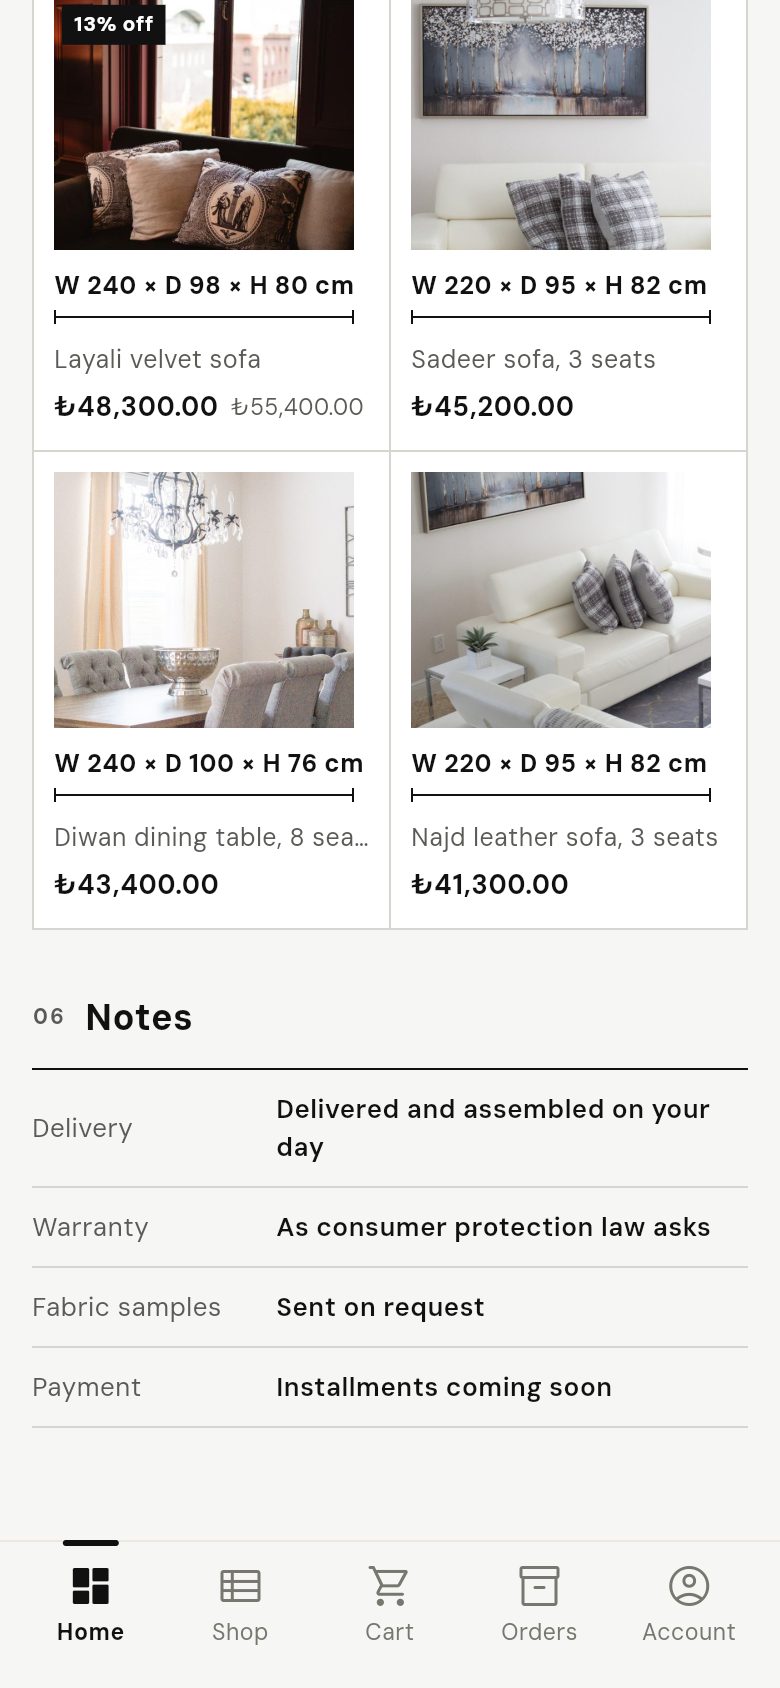 13% off
W 240 × D 98 × H 80 cm
Layali velvet sofa
₺48,300.00 ₺55,400.00
W 220 × D 95 × H 82 cm
Sadeer sofa, 3 seats
₺45,200.00
W 240 × D 100 × H 76 cm
Diwan dining table, 8 sea…
₺43,400.00
W 220 × D 95 × H 82 cm
Najd leather sofa, 3 seats
₺41,300.00
06 Notes
Delivery
Delivered and assembled on your
day
Warranty
As consumer protection law asks
Fabric samples
Sent on request
Payment
Installments coming soon
Home
Shop
Cart
Orders
Account